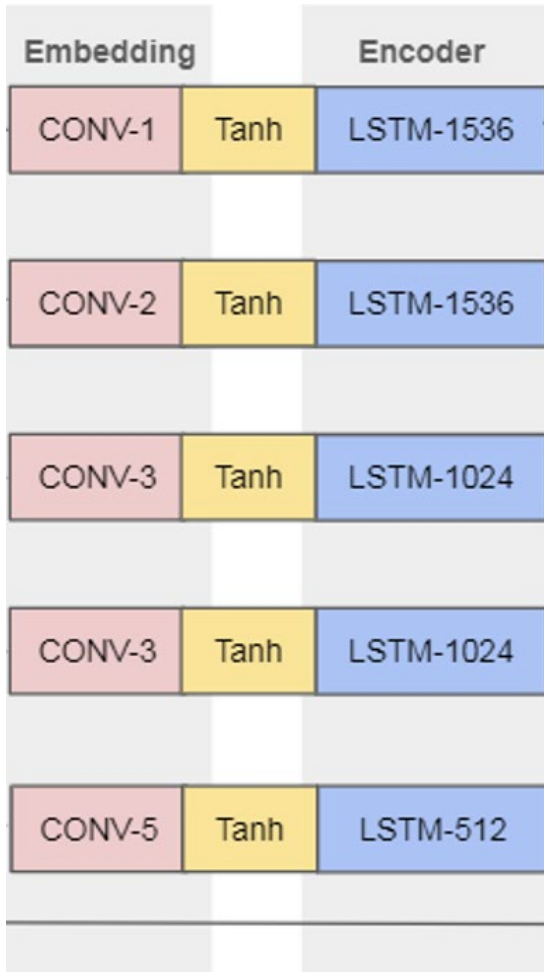 Embedding Encoder
CONV-1 Tanh LSTM-1536
CONV-2 Tanh LSTM-1536
CONV-3 Tanh LSTM-1024
CONV-3 Tanh LSTM-1024
CONV-5 Tanh LSTM-512